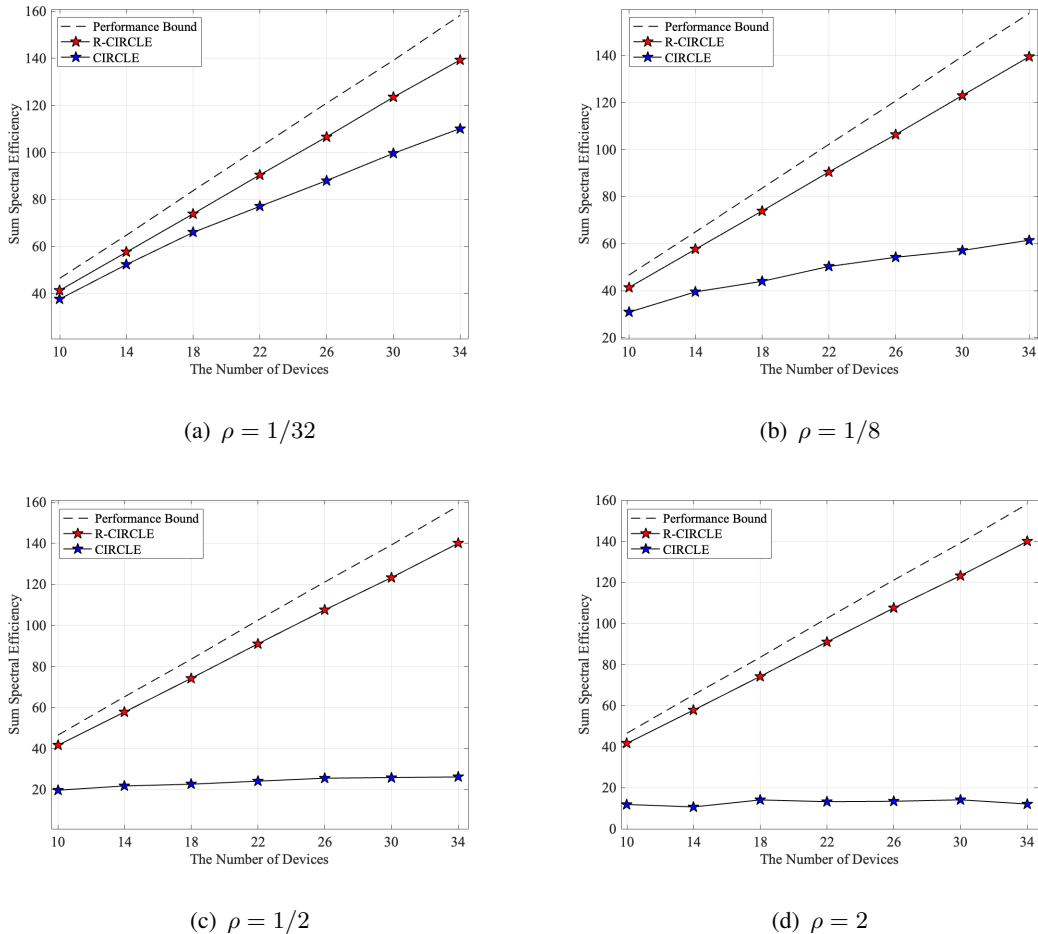 160
140
120
100
80
60
40
Sum Spectral Efficiency
Performance Bound
R-CIRCLE
CIRCLE
10 14 18 22 26 30 34
The Number of Devices
(a) ρ = 1/32
140
120
100
80
60
40
20
Sum Spectral Efficiency
Performance Bound
R-CIRCLE
CIRCLE
10 14 18 22 26 30 34
The Number of Devices
(b) ρ = 1/8
160
140
120
100
80
60
40
20
Sum Spectral Efficiency
Performance Bound
R-CIRCLE
CIRCLE
10 14 18 22 26 30 34
The Number of Devices
(c) ρ = 1/2
160
140
120
100
80
60
40
20
0
Sum Spectral Efficiency
Performance Bound
R-CIRCLE
CIRCLE
10 14 18 22 26 30 34
The Number of Devices
(d) ρ = 2